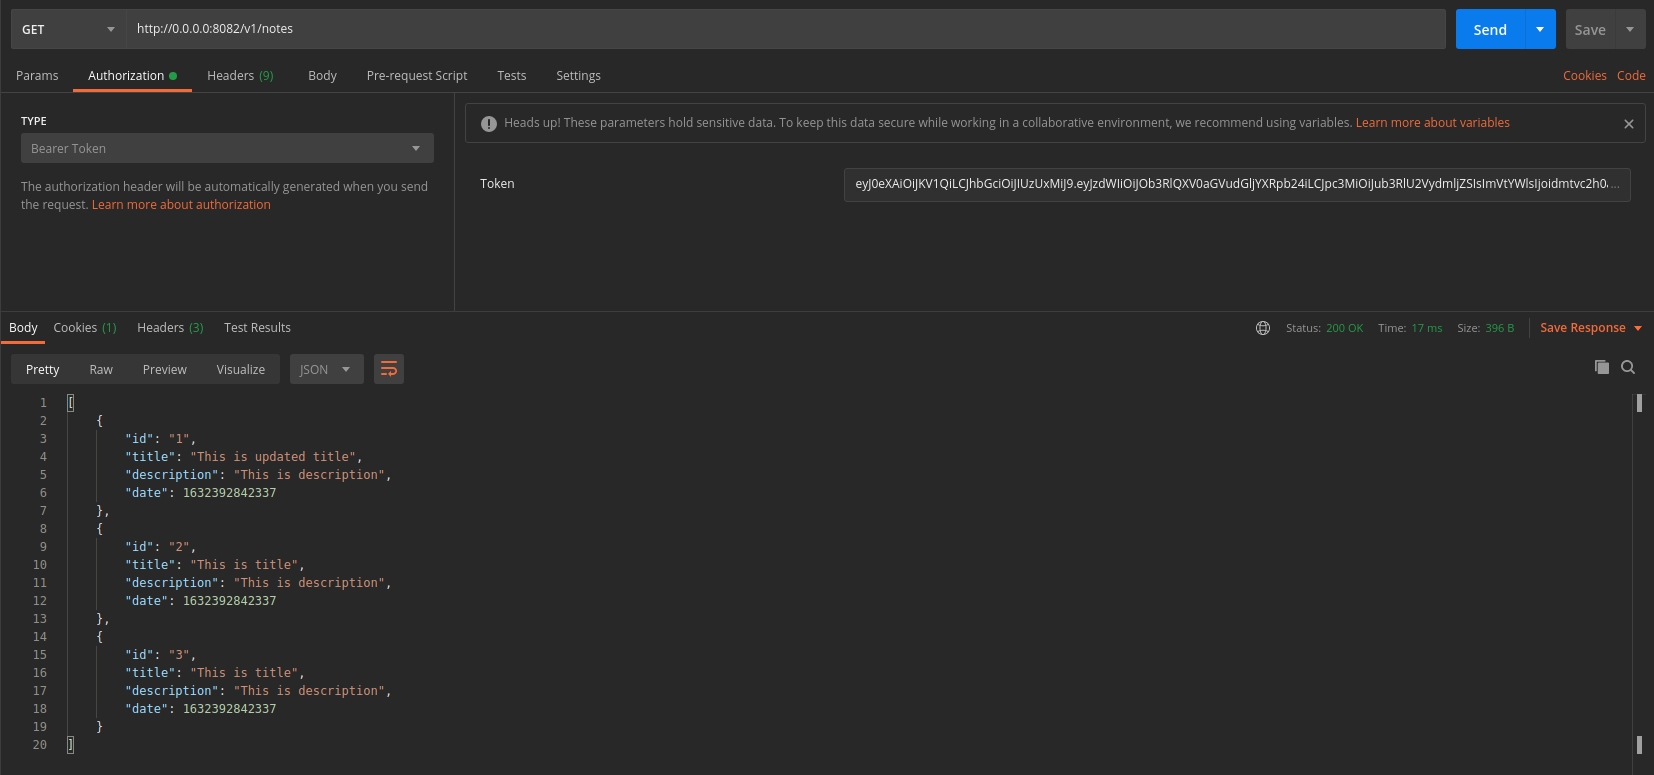 GET http://0.0.0.0:8082/v1/notes Send Save
Params Authorization Headers (9) Body Pre-request Script Tests Settings Cookies Code
TYPE
Bearer Token
The authorization header will be automatically generated when you send
the request. Learn more about authorization
Heads up! These parameters hold sensitive data. To keep this data secure while working in a collaborative environment, we recommend using variables. Learn more about variables
Token
Body Cookies (1) Headers (3) Test Results Status: 200 OK Time: 17 ms Size: 396 B Save Response
Pretty Raw Preview Visualize JSON
1 [
2 {
3 "id": "1",
4 "title": "This is updated title",
5 "description": "This is description",
6 "date": 1632392842337
7 },
8 {
9 "id": "2",
10 "title": "This is title",
11 "description": "This is description",
12 "date": 1632392842337
13 },
14 {
15 "id": "3",
16 "title": "This is title",
17 "description": "This is description",
18 "date": 1632392842337
19 }
20 ]